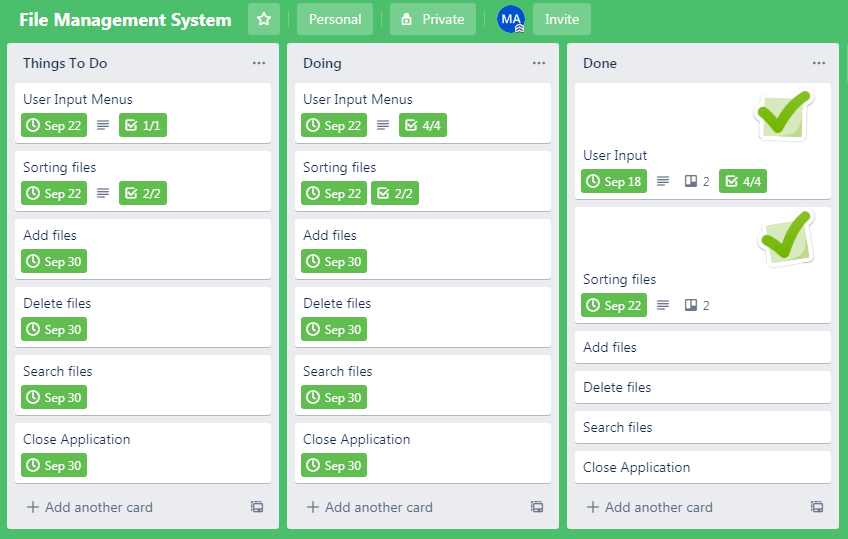 File Management System
Personal
Private
MA
Invite
Things To Do
User Input Menus
Sep 22
1/1
Sorting files
Sep 22
2/2
Add files
Sep 30
Delete files
Sep 30
Search files
Sep 30
Close Application
Sep 30
Add another card
Doing
User Input Menus
Sep 22
4/4
Sorting files
Sep 22
2/2
Add files
Sep 30
Delete files
Sep 30
Search files
Sep 30
Close Application
Sep 30
Add another card
Done
User Input
Sep 18
2
4/4
Sorting files
Sep 22
2
Add files
Delete files
Search files
Close Application
Add another card